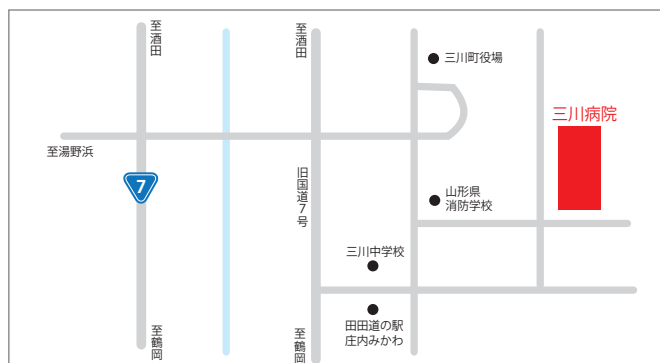 至酒田
至酒田
三川町役場
三川病院
至湯野浜
7
旧国道7号
山形県
消防学校
三川中学校
田田道の駅
庄内みかわ
至鶴岡
至鶴岡